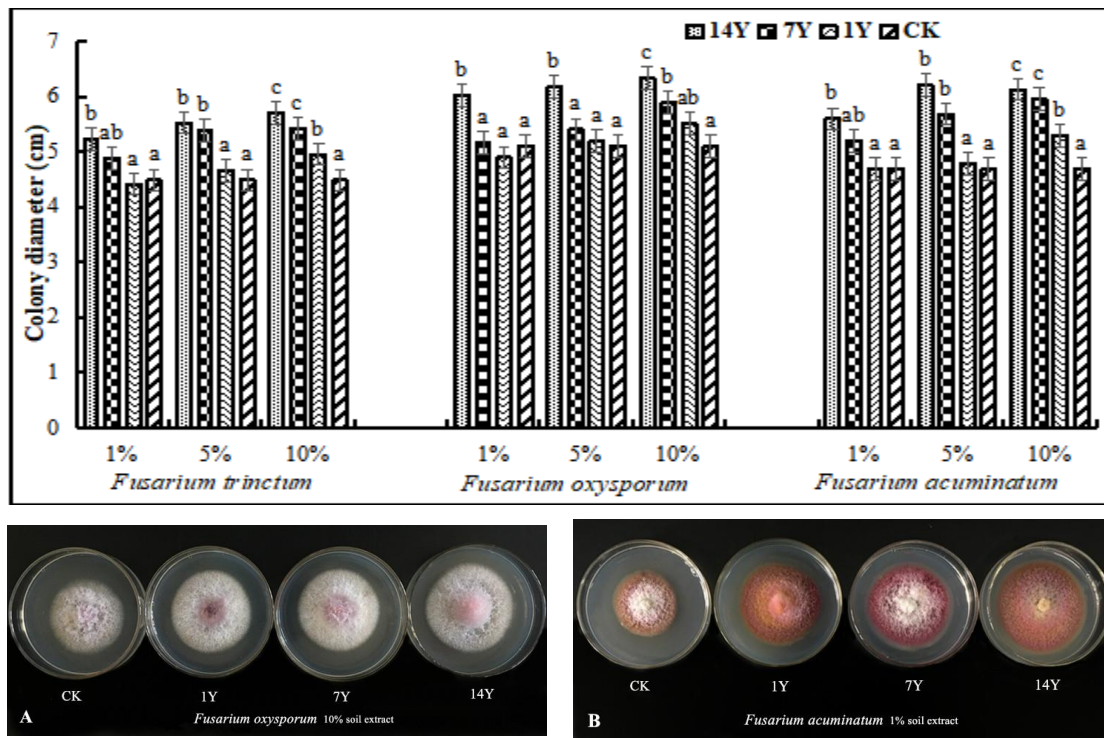 14Y 7Y 1Y CK
Colony diameter (cm)
7
6
5
4
3
2
1
0
b ab a a b b a a c c b a
b a a a b a a a c b ab a
b ab a a b b a a c c b a
1% 5% 10% 1% 5% 10% 1% 5% 10%
Fusarium trinctum Fusarium oxysporum Fusarium acuminatum
CK 1Y 7Y 14Y
A Fusarium oxysporum 10% soil extract
CK 1Y 7Y 14Y
B Fusarium acuminatum 1% soil extract